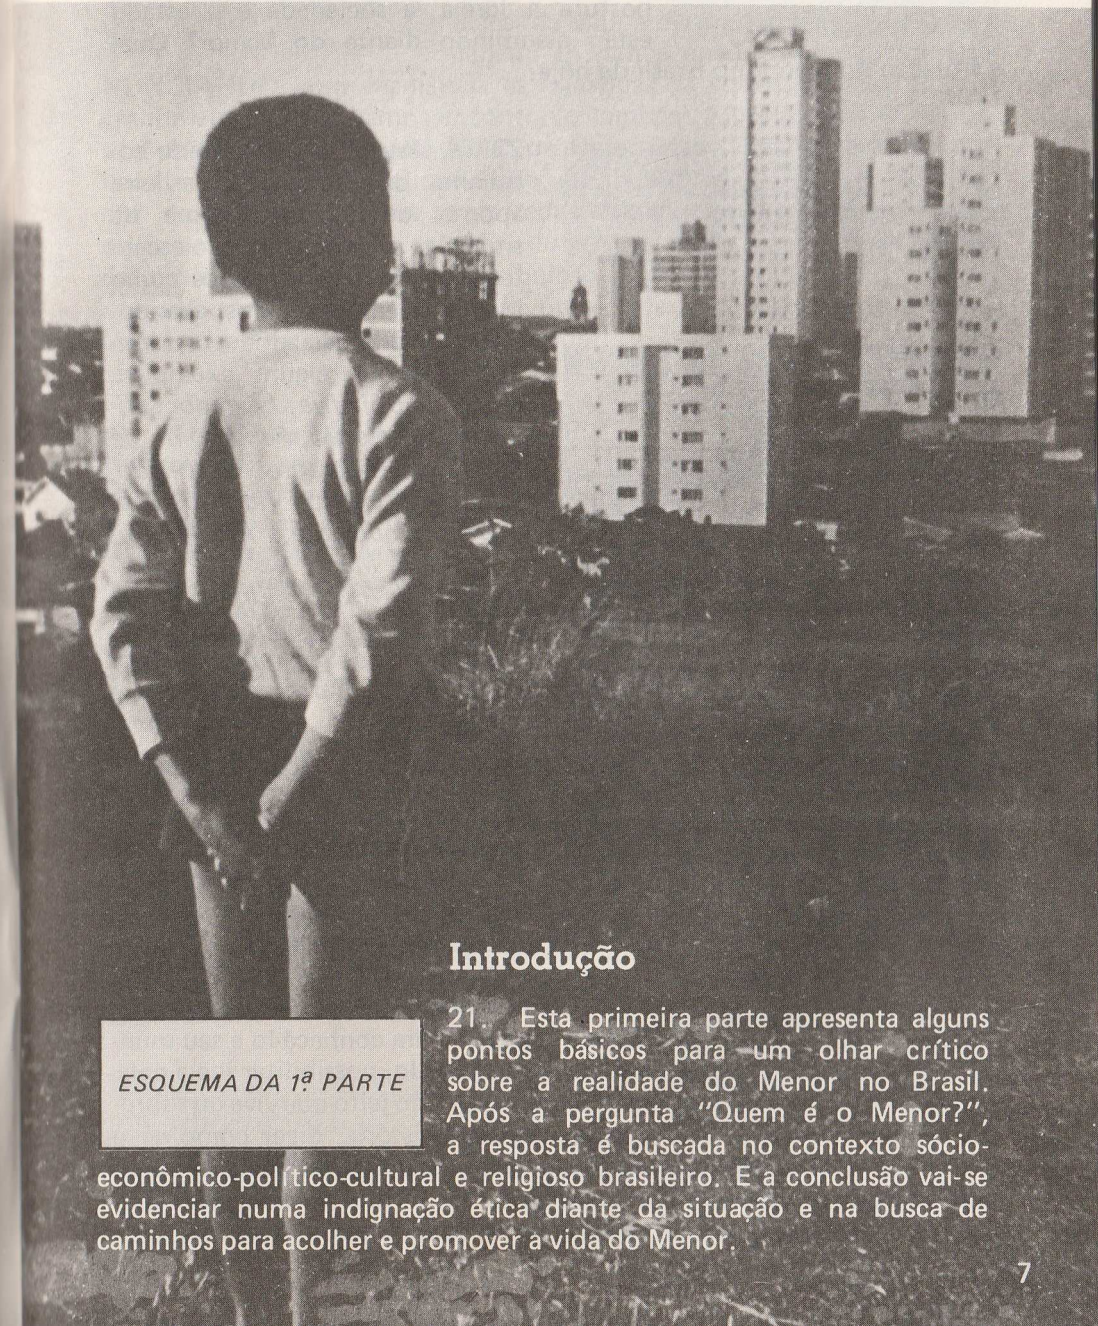 Introdução
ESQUEMA DA 1ª PARTE
21. Esta primeira parte apresenta alguns
pontos básicos para um olhar crítico
sobre a realidade do Menor no Brasil.
Após a pergunta “Quem é o Menor?”,
a resposta é buscada no contexto sócio-
econômico-político-cultural e religioso brasileiro. E a conclusão vai-se
evidenciar numa indignação ética diante da situação e na busca de
caminhos para acolher e promover a vida do Menor.
7